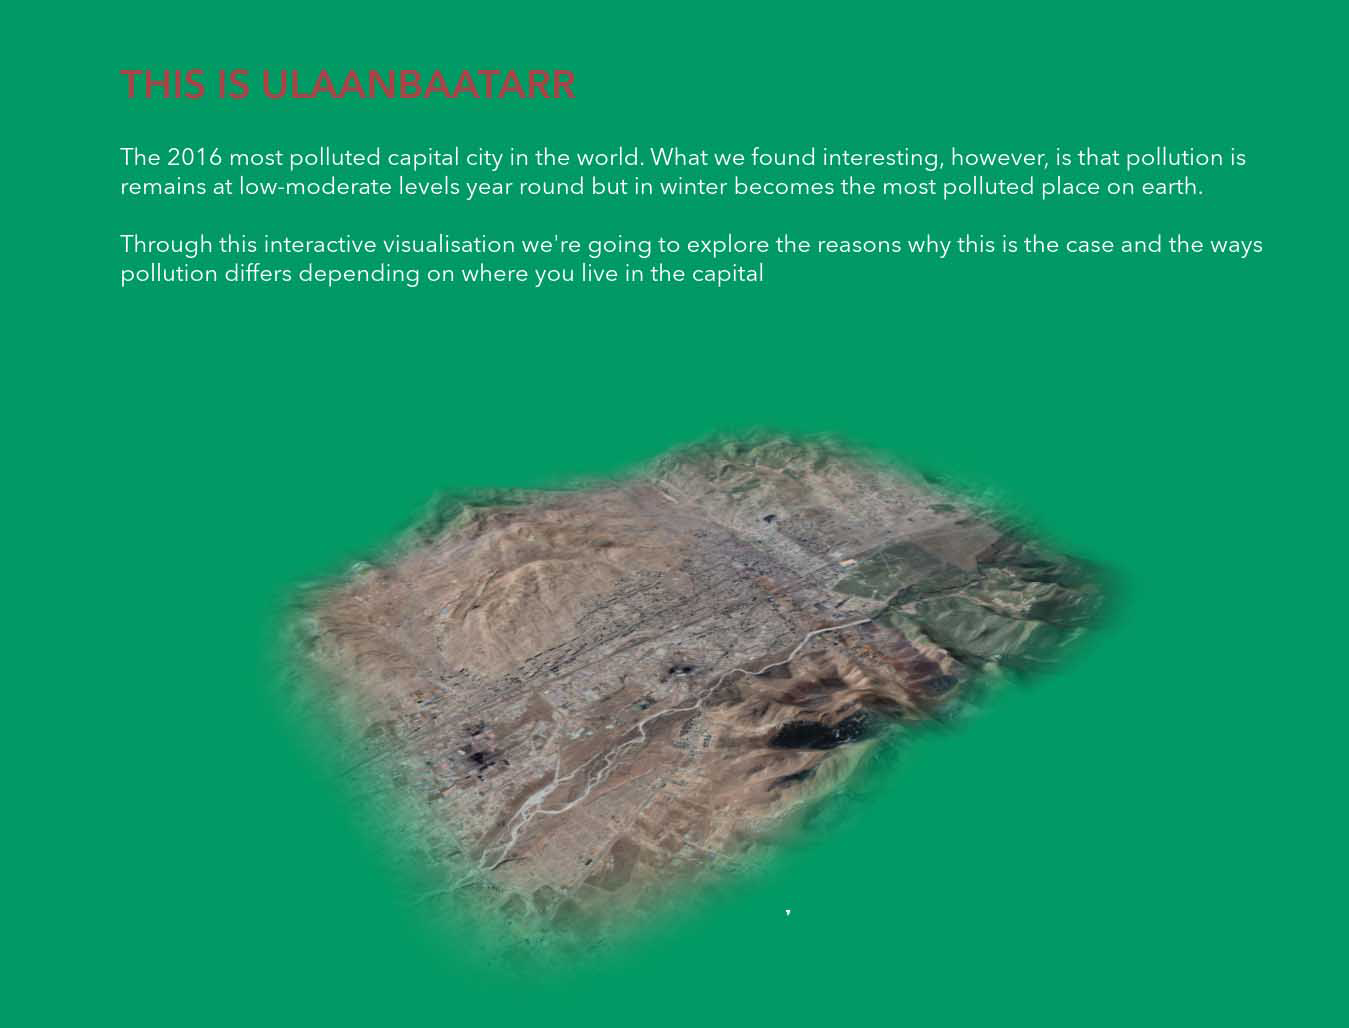 THIS IS ULAANBAATARR
The 2016 most polluted capital city in the world. What we found interesting, however, is that pollution is
remains at low-moderate levels year round but in winter becomes the most polluted place on earth.
Through this interactive visualisation we're going to explore the reasons why this is the case and the ways
pollution differs depending on where you live in the capital